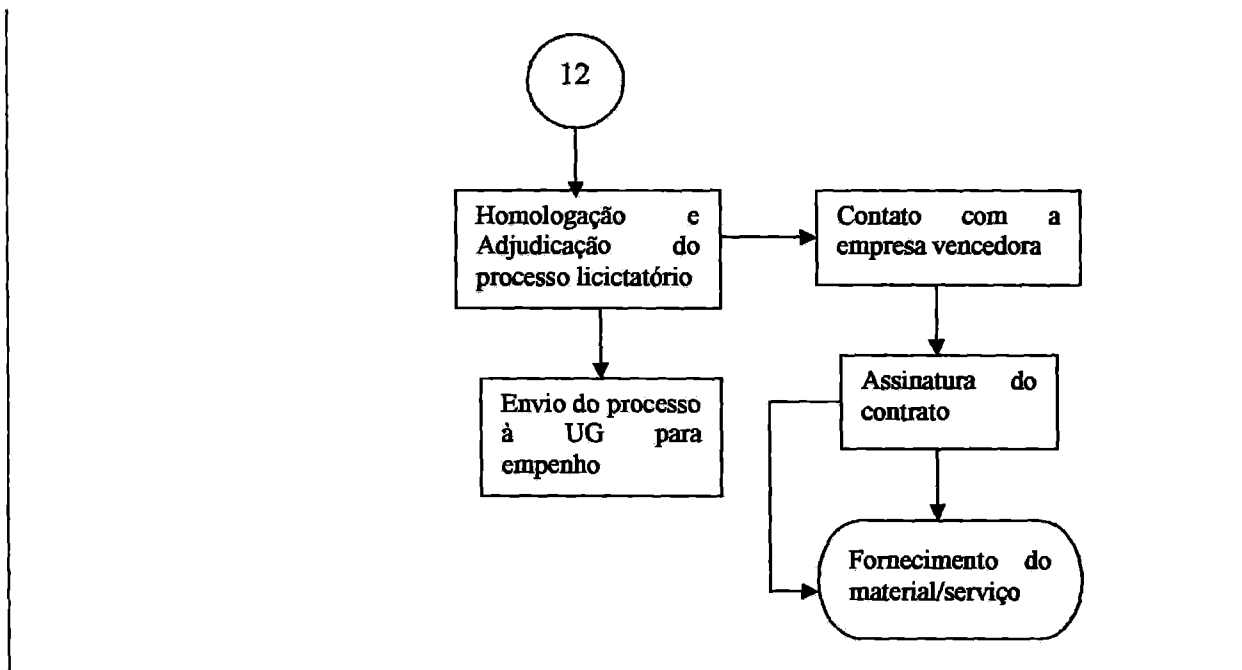 12
Homologação e
Adjudicação do
processo licictatório
Contato com a
empresa vencedora
Envio do processo
à UG para
empenho
Assinatura do
contrato
Fornecimento do
material/serviço